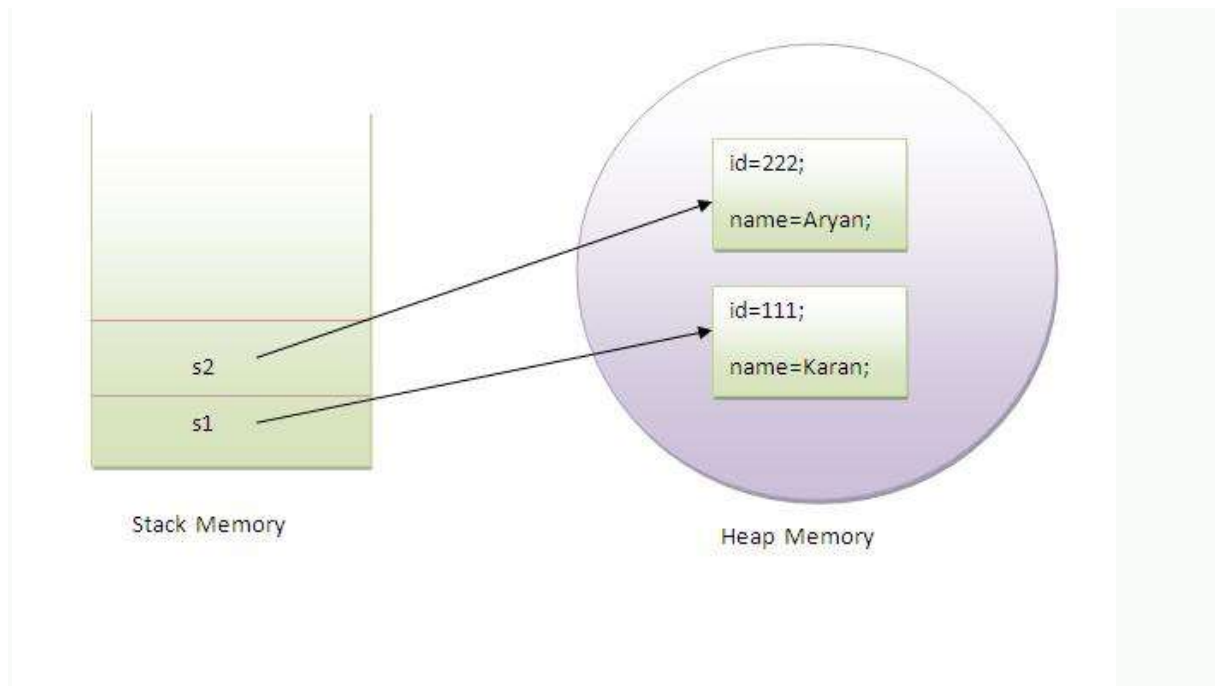 id=222;
name=Aryan;
id=111;
name=Karan;
s2
s1
Stack Memory
Heap Memory